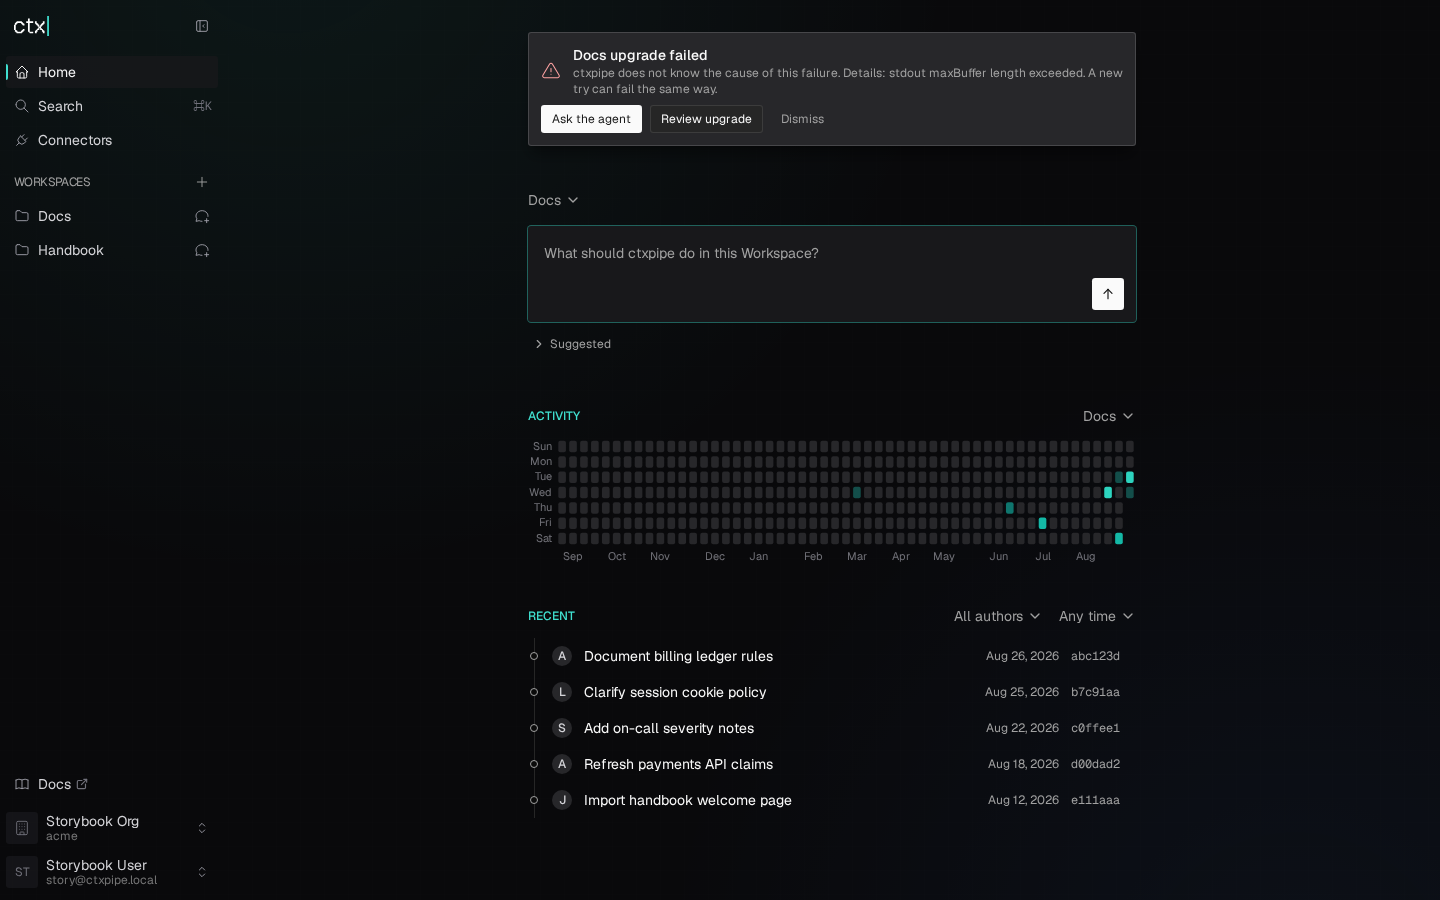 ctx
Home
Search ⌘K
Connectors
WORKSPACES
Docs
Handbook
Docs
Storybook Org
acme
ST
Storybook User
story@ctxpipe.local
Docs upgrade failed
ctxpipe does not know the cause of this failure. Details: stdout maxBuffer length exceeded. A new
try can fail the same way.
Ask the agent Review upgrade Dismiss
Docs
What should ctxpipe do in this Workspace?
Suggested
ACTIVITY Docs
Sun
Mon
Tue
Wed
Thu
Fri
Sat
Sep Oct Nov Dec Jan Feb Mar Apr May Jun Jul Aug
RECENT All authors Any time
A Document billing ledger rules Aug 26, 2026 abc123d
L Clarify session cookie policy Aug 25, 2026 b7c91aa
S Add on-call severity notes Aug 22, 2026 c0ffee1
A Refresh payments API claims Aug 18, 2026 d00dad2
J Import handbook welcome page Aug 12, 2026 e111aaa